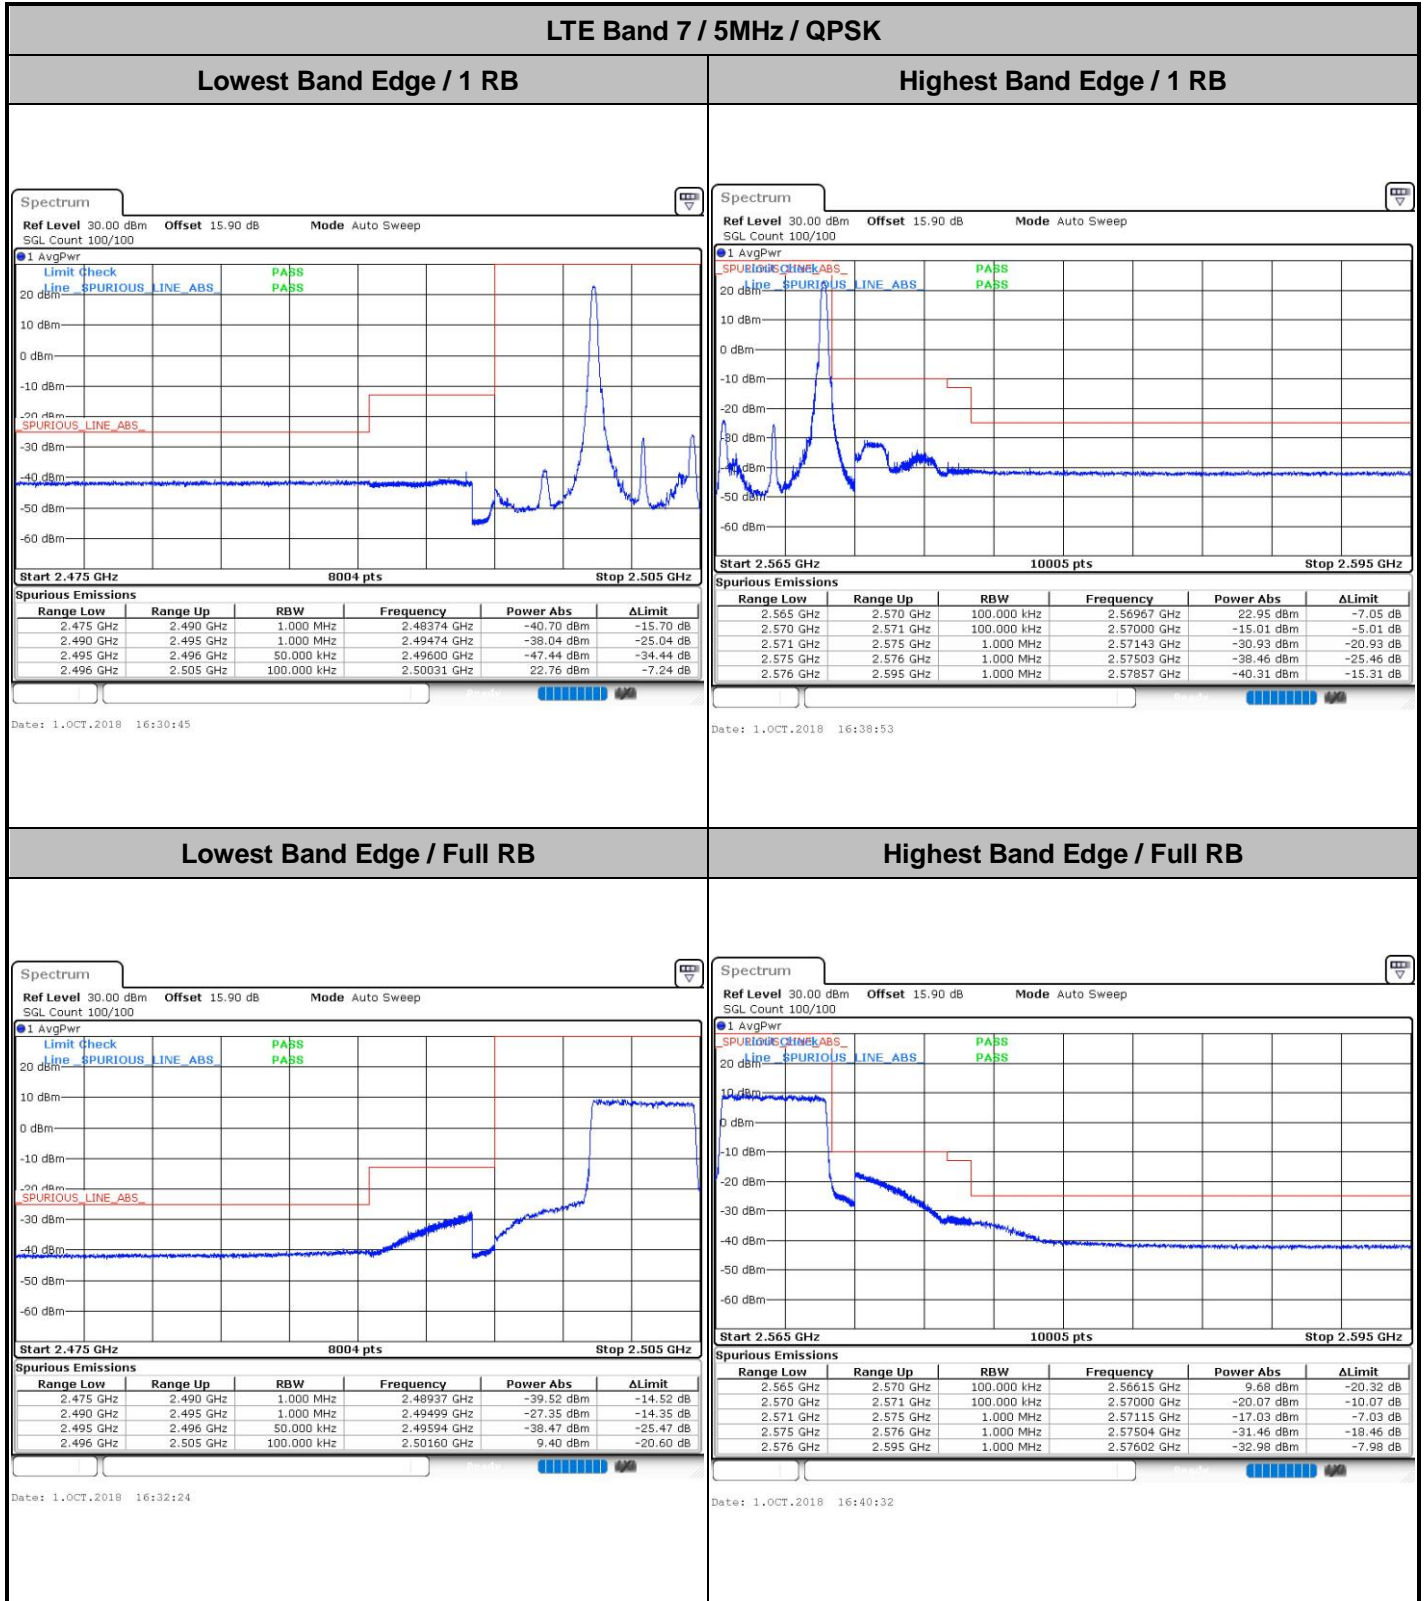 LTE Band 7 / 5MHz / QPSK
Lowest Band Edge / 1 RB
Highest Band Edge / 1 RB
Spectrum
Ref Level 30.00 dBm Offset 15.90 dB Mode Auto Sweep
SGL Count 100/100
1 AvgPwr
Limit Check PASS
Line _SPURIOUS_LINE_ABS_ PASS
20 dBm
10 dBm
0 dBm
-10 dBm
-20 dBm
_SPURIOUS_LINE_ABS_
-30 dBm
-40 dBm
-50 dBm
-60 dBm
Start 2.475 GHz 8004 pts Stop 2.505 GHz
Spurious Emissions
Range Low Range Up RBW Frequency Power Abs ΔLimit
2.475 GHz 2.490 GHz 1.000 MHz 2.48374 GHz -40.70 dBm -15.70 dB
2.490 GHz 2.495 GHz 1.000 MHz 2.49474 GHz -38.04 dBm -25.04 dB
2.495 GHz 2.496 GHz 50.000 kHz 2.49600 GHz -47.44 dBm -34.44 dB
2.496 GHz 2.505 GHz 100.000 kHz 2.50031 GHz 22.76 dBm -7.24 dB
Date: 1.OCT.2018 16:30:45
Spectrum
Ref Level 30.00 dBm Offset 15.90 dB Mode Auto Sweep
SGL Count 100/100
1 AvgPwr
_SPURIOUS_LINE_ABS_
Limit Check PASS
Line _SPURIOUS_LINE_ABS_ PASS
20 dBm
10 dBm
0 dBm
-10 dBm
-20 dBm
-30 dBm
-40 dBm
-50 dBm
-60 dBm
Start 2.565 GHz 10005 pts Stop 2.595 GHz
Spurious Emissions
Range Low Range Up RBW Frequency Power Abs ΔLimit
2.565 GHz 2.570 GHz 100.000 kHz 2.56967 GHz 22.95 dBm -7.05 dB
2.570 GHz 2.571 GHz 100.000 kHz 2.57000 GHz -15.01 dBm -5.01 dB
2.571 GHz 2.575 GHz 1.000 MHz 2.57143 GHz -30.93 dBm -20.93 dB
2.575 GHz 2.576 GHz 1.000 MHz 2.57503 GHz -38.46 dBm -25.46 dB
2.576 GHz 2.595 GHz 1.000 MHz 2.57857 GHz -40.31 dBm -15.31 dB
Date: 1.OCT.2018 16:38:53
Lowest Band Edge / Full RB
Highest Band Edge / Full RB
Spectrum
Ref Level 30.00 dBm Offset 15.90 dB Mode Auto Sweep
SGL Count 100/100
1 AvgPwr
Limit Check PASS
Line _SPURIOUS_LINE_ABS_ PASS
20 dBm
10 dBm
0 dBm
-10 dBm
-20 dBm
_SPURIOUS_LINE_ABS_
-30 dBm
-40 dBm
-50 dBm
-60 dBm
Start 2.475 GHz 8004 pts Stop 2.505 GHz
Spurious Emissions
Range Low Range Up RBW Frequency Power Abs ΔLimit
2.475 GHz 2.490 GHz 1.000 MHz 2.48937 GHz -39.52 dBm -14.52 dB
2.490 GHz 2.495 GHz 1.000 MHz 2.49499 GHz -27.35 dBm -14.35 dB
2.495 GHz 2.496 GHz 50.000 kHz 2.49594 GHz -38.47 dBm -25.47 dB
2.496 GHz 2.505 GHz 100.000 kHz 2.50160 GHz 9.40 dBm -20.60 dB
Date: 1.OCT.2018 16:32:24
Spectrum
Ref Level 30.00 dBm Offset 15.90 dB Mode Auto Sweep
SGL Count 100/100
1 AvgPwr
_SPURIOUS_LINE_ABS_
Limit Check PASS
Line _SPURIOUS_LINE_ABS_ PASS
20 dBm
10 dBm
0 dBm
-10 dBm
-20 dBm
-30 dBm
-40 dBm
-50 dBm
-60 dBm
Start 2.565 GHz 10005 pts Stop 2.595 GHz
Spurious Emissions
Range Low Range Up RBW Frequency Power Abs ΔLimit
2.565 GHz 2.570 GHz 100.000 kHz 2.56615 GHz 9.68 dBm -20.32 dB
2.570 GHz 2.571 GHz 100.000 kHz 2.57000 GHz -20.07 dBm -10.07 dB
2.571 GHz 2.575 GHz 1.000 MHz 2.57115 GHz -17.03 dBm -7.03 dB
2.575 GHz 2.576 GHz 1.000 MHz 2.57504 GHz -31.46 dBm -18.46 dB
2.576 GHz 2.595 GHz 1.000 MHz 2.57602 GHz -32.98 dBm -7.98 dB
Date: 1.OCT.2018 16:40:32